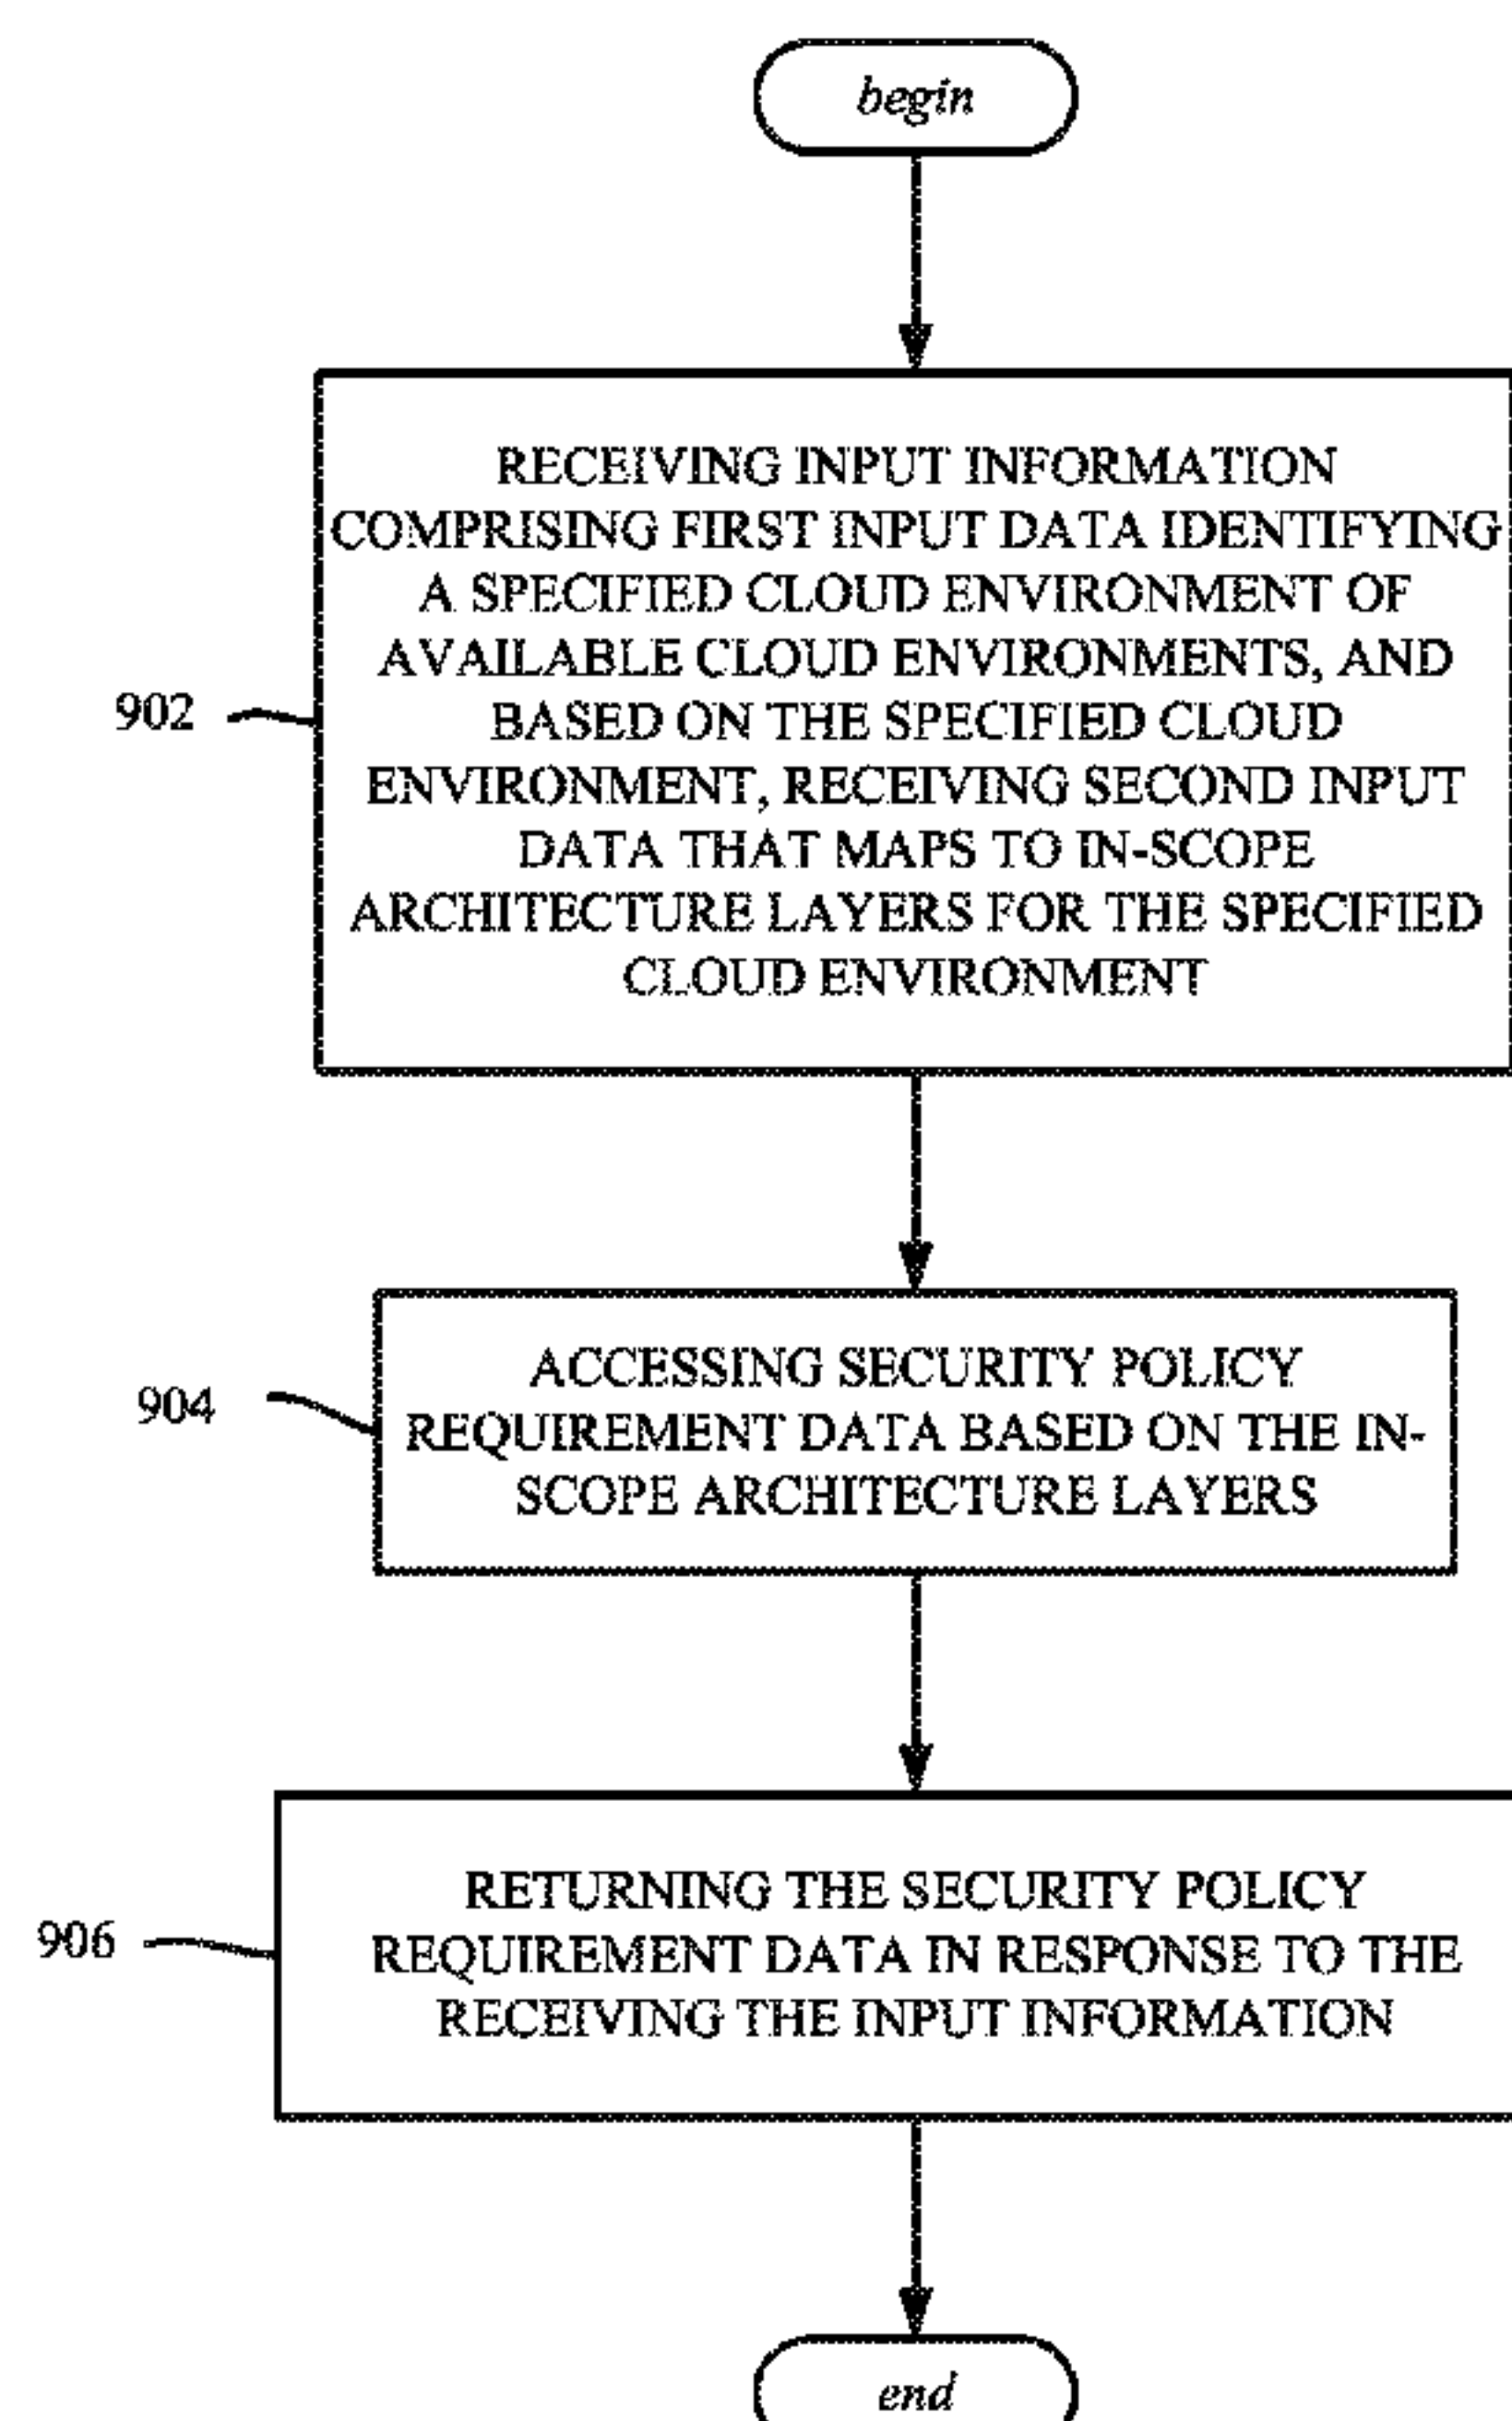 begin
RECEIVING INPUT INFORMATION
COMPRISING FIRST INPUT DATA IDENTIFYING
A SPECIFIED CLOUD ENVIRONMENT OF
AVAILABLE CLOUD ENVIRONMENTS, AND
BASED ON THE SPECIFIED CLOUD
ENVIRONMENT, RECEIVING SECOND INPUT
DATA THAT MAPS TO IN-SCOPE
ARCHITECTURE LAYERS FOR THE SPECIFIED
CLOUD ENVIRONMENT
902
ACCESSING SECURITY POLICY
REQUIREMENT DATA BASED ON THE IN-
SCOPE ARCHITECTURE LAYERS
904
RETURNING THE SECURITY POLICY
REQUIREMENT DATA IN RESPONSE TO THE
RECEIVING THE INPUT INFORMATION
906
end